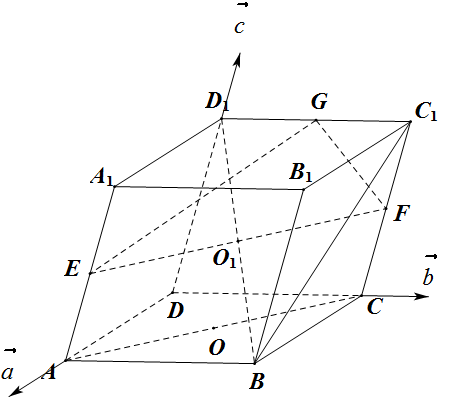 c⃗
D₁ G C₁
A₁ B₁
E O₁ F
D C b⃗
O
a⃗ A B